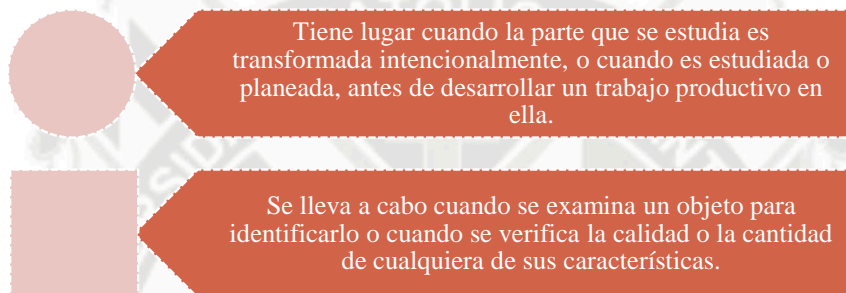 Tiene lugar cuando la parte que se estudia es
transformada intencionalmente, o cuando es estudiada o
planeada, antes de desarrollar un trabajo productivo en
ella.
Se lleva a cabo cuando se examina un objeto para
identificarlo o cuando se verifica la calidad o la cantidad
de cualquiera de sus características.